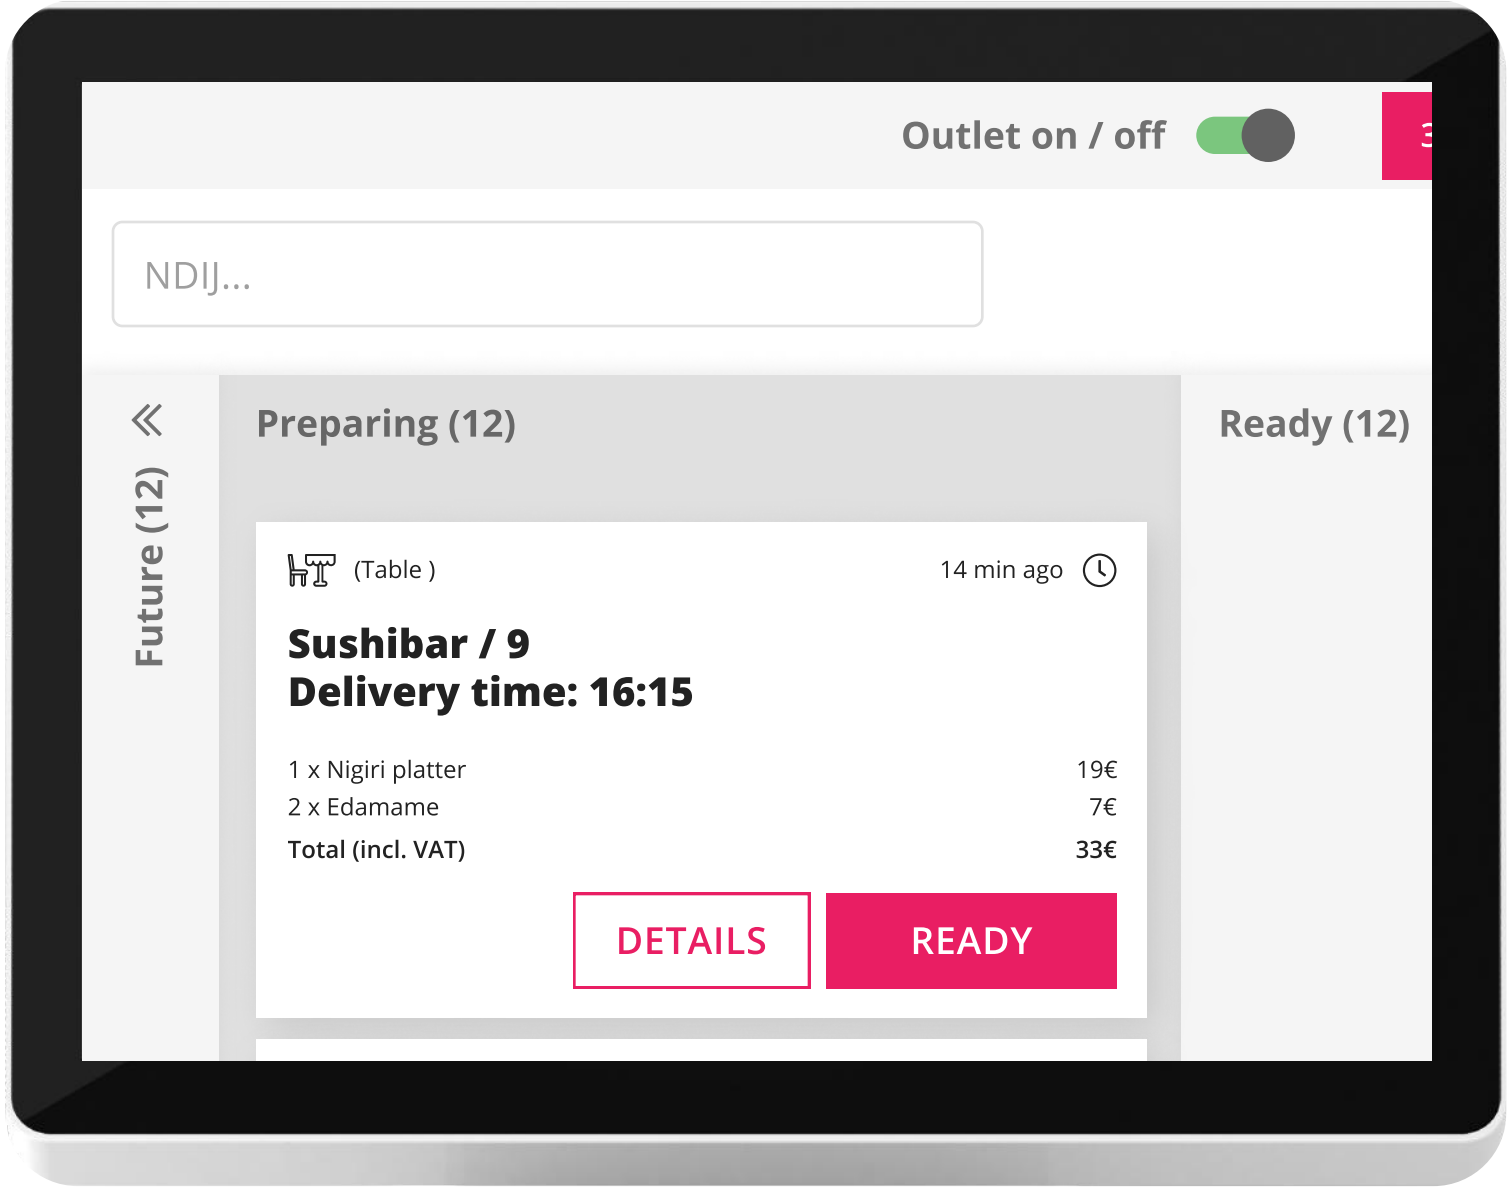 Outlet on / off
3
NDIJ...
Future (12)
Preparing (12)
Ready (12)
(Table )
14 min ago
Sushibar / 9
Delivery time: 16:15
1 x Nigiri platter 19€
2 x Edamame 7€
Total (incl. VAT) 33€
DETAILS
READY